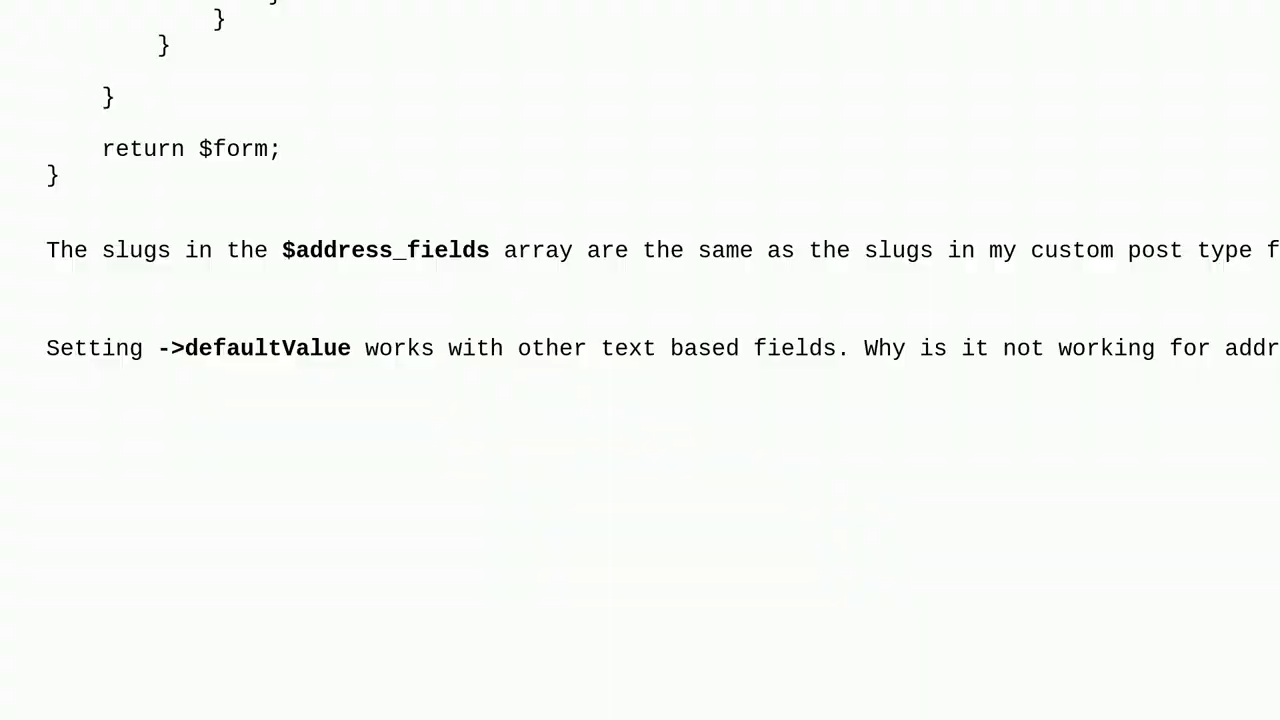 }
}
}
return $form;
}
The slugs in the $address_fields array are the same as the slugs in my custom post type
Setting ->defaultValue works with other text based fields. Why is it not working for